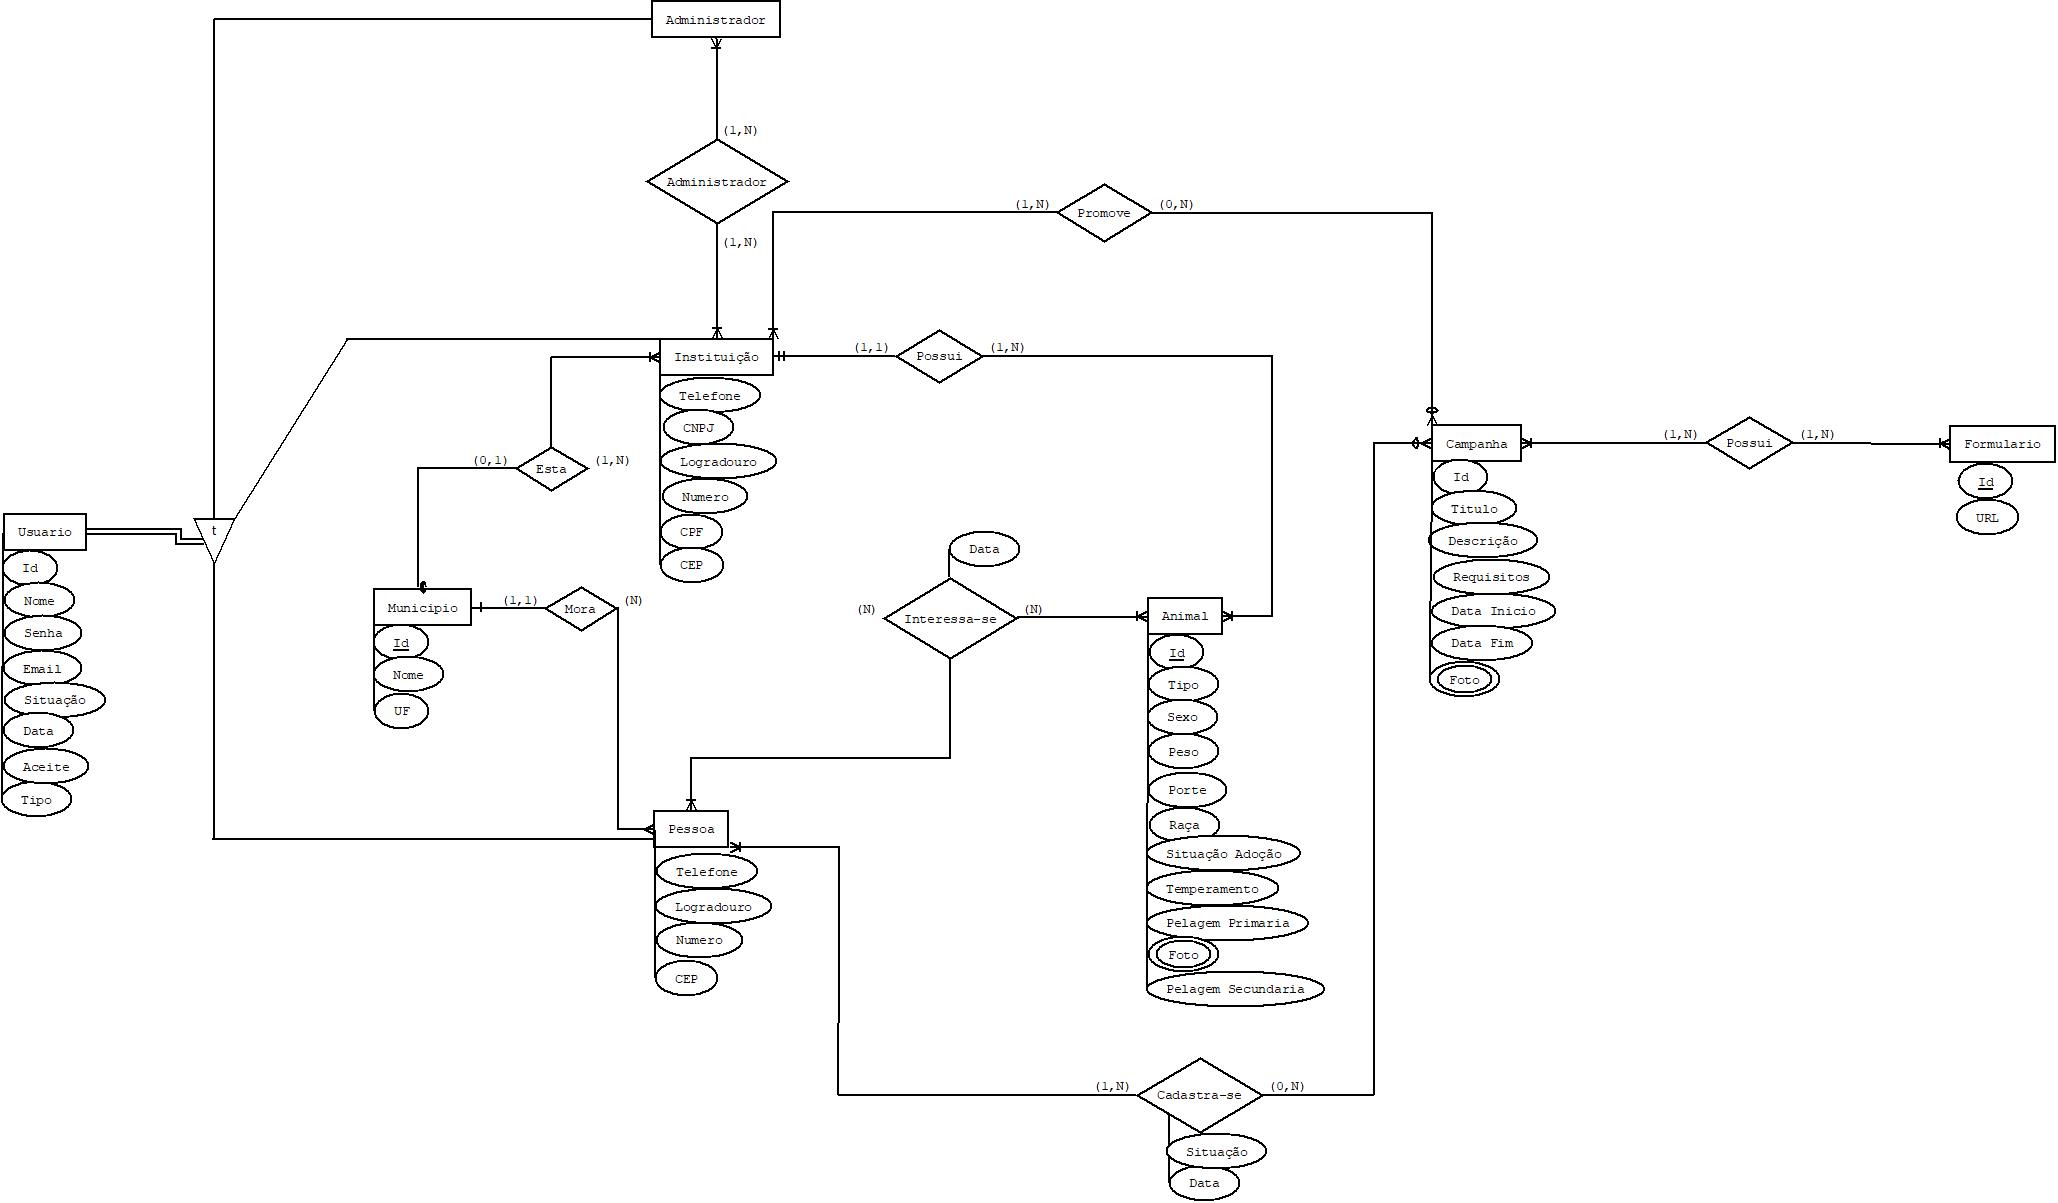 Administrador
(1,N)
Administrador
(1,N)
(1,N)
Promove
(0,N)
Instituição
Telefone
CNPJ
Logradouro
Numero
CPF
CEP
(1,1)
Possui
(1,N)
(0,1)
Esta
(1,N)
Campanha
Id
Titulo
Descrição
Requisitos
Data Inicio
Data Fim
Foto
(1,N)
Possui
(1,N)
Formulario
Id
URL
Usuario
Id
Nome
Senha
Email
Situação
Data
Aceite
Tipo
t
Municipio
Id
Nome
UF
(1,1)
Mora
(N)
Data
(N)
Interessa-se
(N)
Animal
Id
Tipo
Sexo
Peso
Porte
Raça
Situação Adoção
Temperamento
Pelagem Primaria
Foto
Pelagem Secundaria
Pessoa
Telefone
Logradouro
Numero
CEP
(1,N)
Cadastra-se
(0,N)
Situação
Data